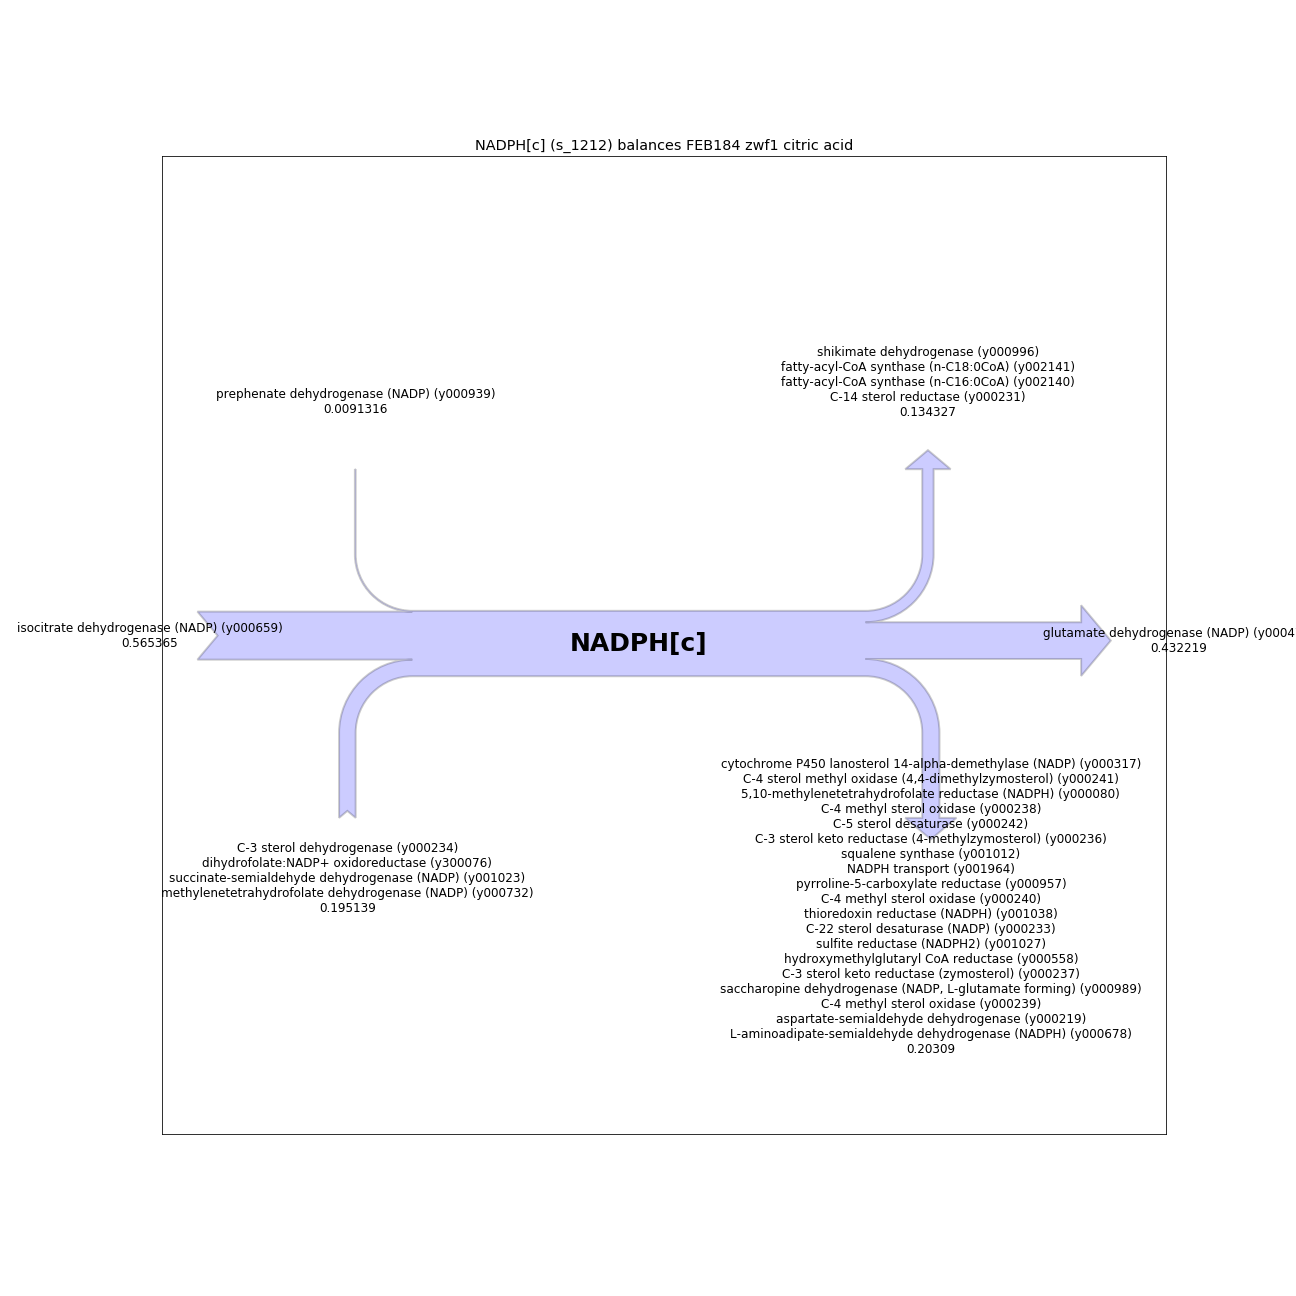 NADPH[c] (s_1212) balances FEB184 zwf1 citric acid
shikimate dehydrogenase (y000996)
fatty-acyl-CoA synthase (n-C18:0CoA) (y002141)
fatty-acyl-CoA synthase (n-C16:0CoA) (y002140)
C-14 sterol reductase (y000231)
0.134327
prephenate dehydrogenase (NADP) (y000939)
0.0091316
isocitrate dehydrogenase (NADP) (y000659)
0.565365
NADPH[c]
glutamate dehydrogenase (NADP) (y0004
0.432219
cytochrome P450 lanosterol 14-alpha-demethylase (NADP) (y000317)
C-4 sterol methyl oxidase (4,4-dimethylzymosterol) (y000241)
5,10-methylenetetrahydrofolate reductase (NADPH) (y000080)
C-4 methyl sterol oxidase (y000238)
C-5 sterol desaturase (y000242)
C-3 sterol keto reductase (4-methylzymosterol) (y000236)
squalene synthase (y001012)
NADPH transport (y001964)
pyrroline-5-carboxylate reductase (y000957)
C-4 methyl sterol oxidase (y000240)
thioredoxin reductase (NADPH) (y001038)
C-22 sterol desaturase (NADP) (y000233)
sulfite reductase (NADPH2) (y001027)
hydroxymethylglutaryl CoA reductase (y000558)
C-3 sterol keto reductase (zymosterol) (y000237)
saccharopine dehydrogenase (NADP, L-glutamate forming) (y000989)
C-4 methyl sterol oxidase (y000239)
aspartate-semialdehyde dehydrogenase (y000219)
L-aminoadipate-semialdehyde dehydrogenase (NADPH) (y000678)
0.20309
C-3 sterol dehydrogenase (y000234)
dihydrofolate:NADP+ oxidoreductase (y300076)
succinate-semialdehyde dehydrogenase (NADP) (y001023)
methylenetetrahydrofolate dehydrogenase (NADP) (y000732)
0.195139